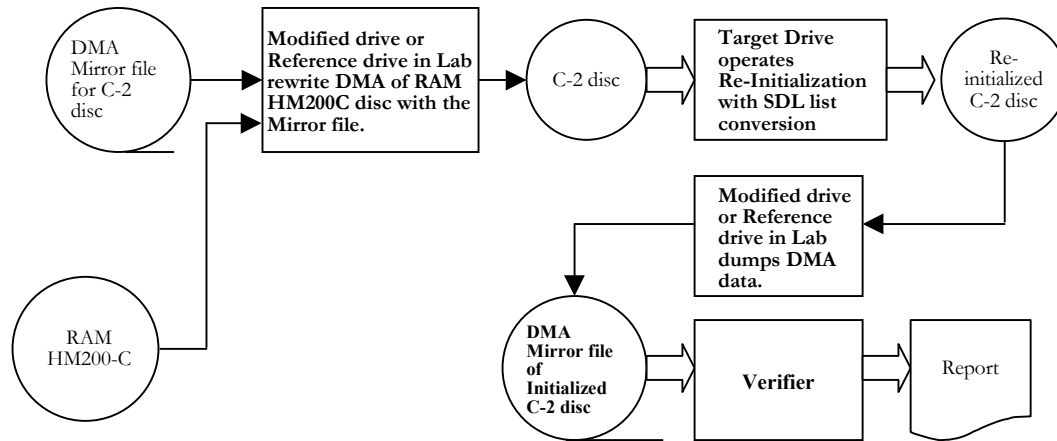 DMA
Mirror file
for C-2
disc
Modified drive or
Reference drive in Lab
rewrite DMA of RAM
HM200C disc with the
Mirror file.
C-2 disc
Target Drive
operates
Re-Initialization
with SDL list
conversion
Re-
initialized
C-2 disc
Modified drive
or Reference
drive in Lab
dumps DMA
data.
RAM
HM200-C
DMA
Mirror file
of
Initialized
C-2 disc
Verifier
Report